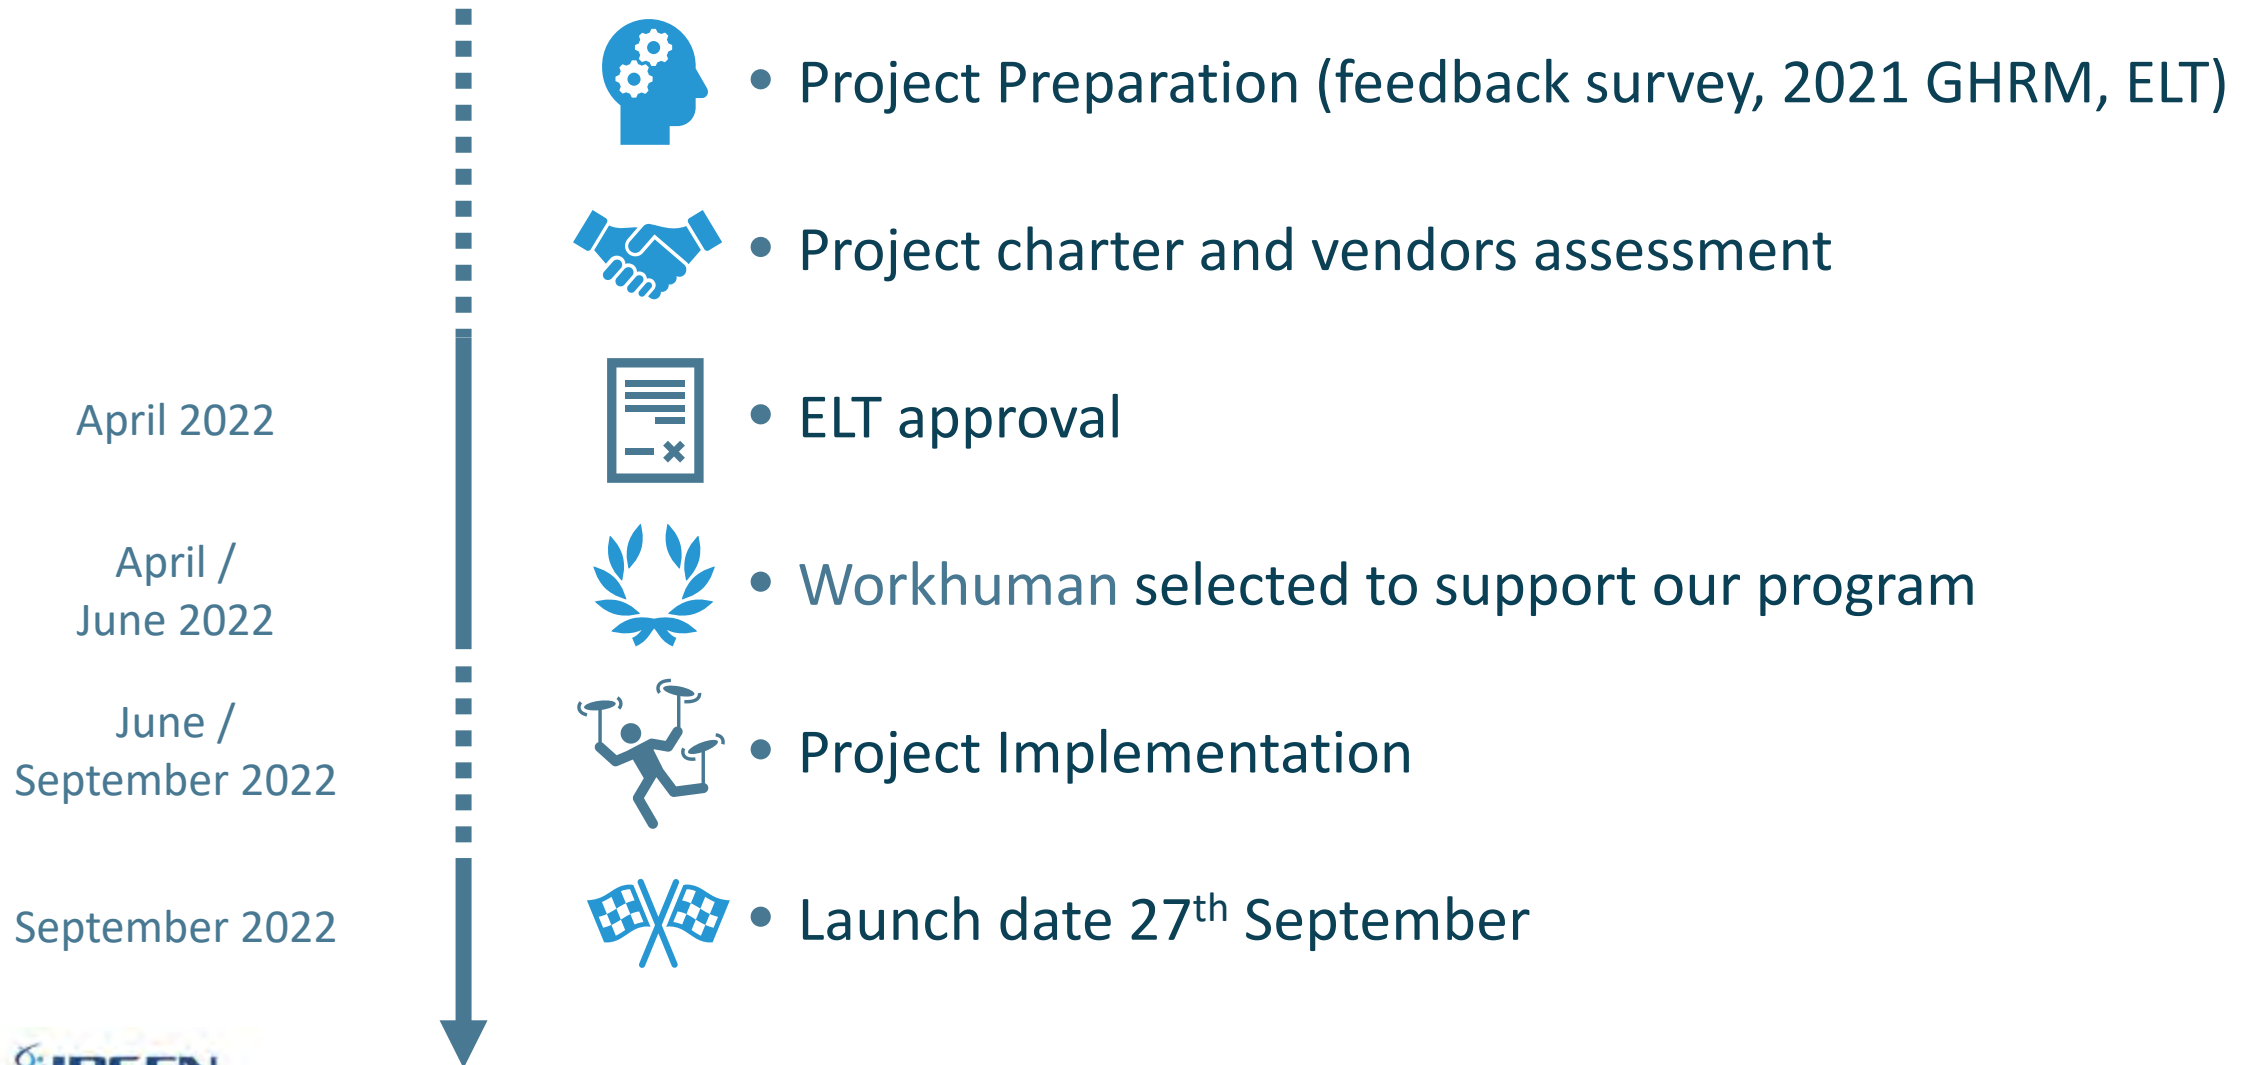 • Project Preparation (feedback survey, 2021 GHRM, ELT)
• Project charter and vendors assessment
April 2022
• ELT approval
April /
June 2022
• Workhuman selected to support our program
June /
September 2022
• Project Implementation
September 2022
• Launch date 27th September